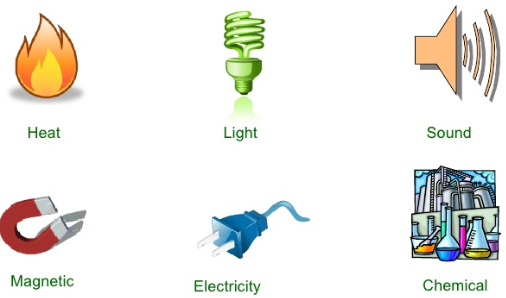 Heat
Light
Sound
Magnetic
Electricity
Chemical